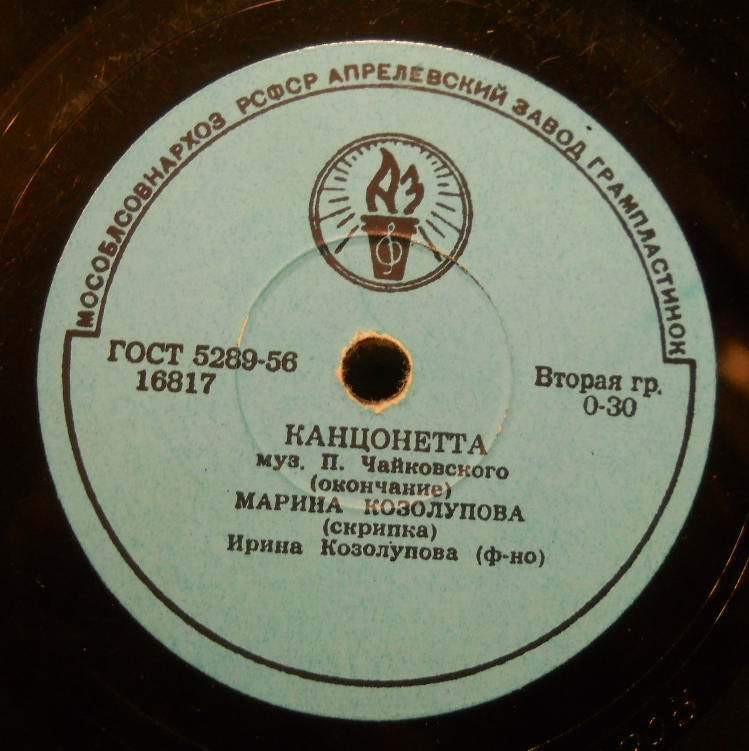 МОСОБЛСОВНАРХОЗ РСФСР АПРЕЛЕВСКИЙ ЗАВОД ГРАМПЛАСТИНОК
АЗ
ГОСТ 5289-56
16817
Вторая гр.
0-30
КАНЦОНЕТТА
муз. П. Чайковского
(окончание)
МАРИНА КОЗОЛУПОВА
(скрипка)
Ирина Козолупова (ф-но)